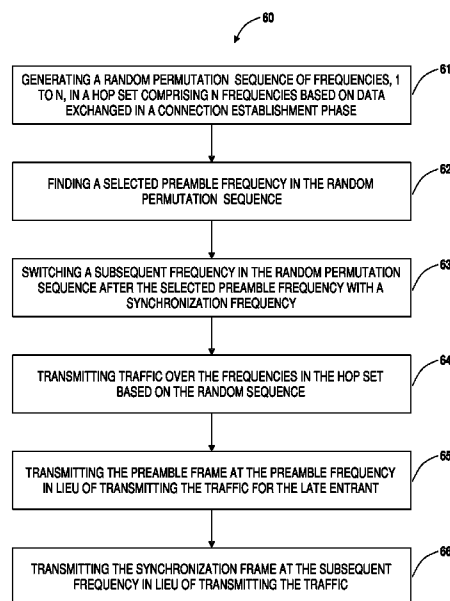 60
GENERATING A RANDOM PERMUTATION SEQUENCE OF FREQUENCIES, 1
TO N, IN A HOP SET COMPRISING N FREQUENCIES BASED ON DATA
EXCHANGED IN A CONNECTION ESTABLISHMENT PHASE
61
FINDING A SELECTED PREAMBLE FREQUENCY IN THE RANDOM
PERMUTATION SEQUENCE
62
SWITCHING A SUBSEQUENT FREQUENCY IN THE RANDOM PERMUTATION
SEQUENCE AFTER THE SELECTED PREAMBLE FREQUENCY WITH A
SYNCHRONIZATION FREQUENCY
63
TRANSMITTING TRAFFIC OVER THE FREQUENCIES IN THE HOP SET
BASED ON THE RANDOM SEQUENCE
64
TRANSMITTING THE PREAMBLE FRAME AT THE PREAMBLE FREQUENCY
IN LIEU OF TRANSMITTING THE TRAFFIC FOR THE LATE ENTRANT
65
TRANSMITTING THE SYNCHRONIZATION FRAME AT THE SUBSEQUENT
FREQUENCY IN LIEU OF TRANSMITTING THE TRAFFIC
66